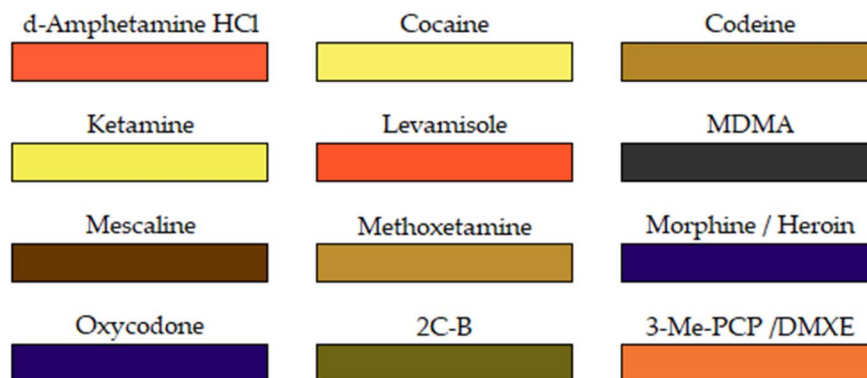 d-Amphetamine HCl Cocaine Codeine
Ketamine Levamisole MDMA
Mescaline Methoxetamine Morphine / Heroin
Oxycodone 2C-B 3-Me-PCP /DMXE